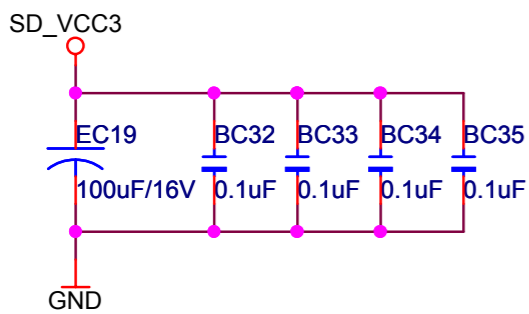 SD_VCC3
EC19 BC32 BC33 BC34 BC35
100uF/16V 0.1uF 0.1uF 0.1uF 0.1uF
GND